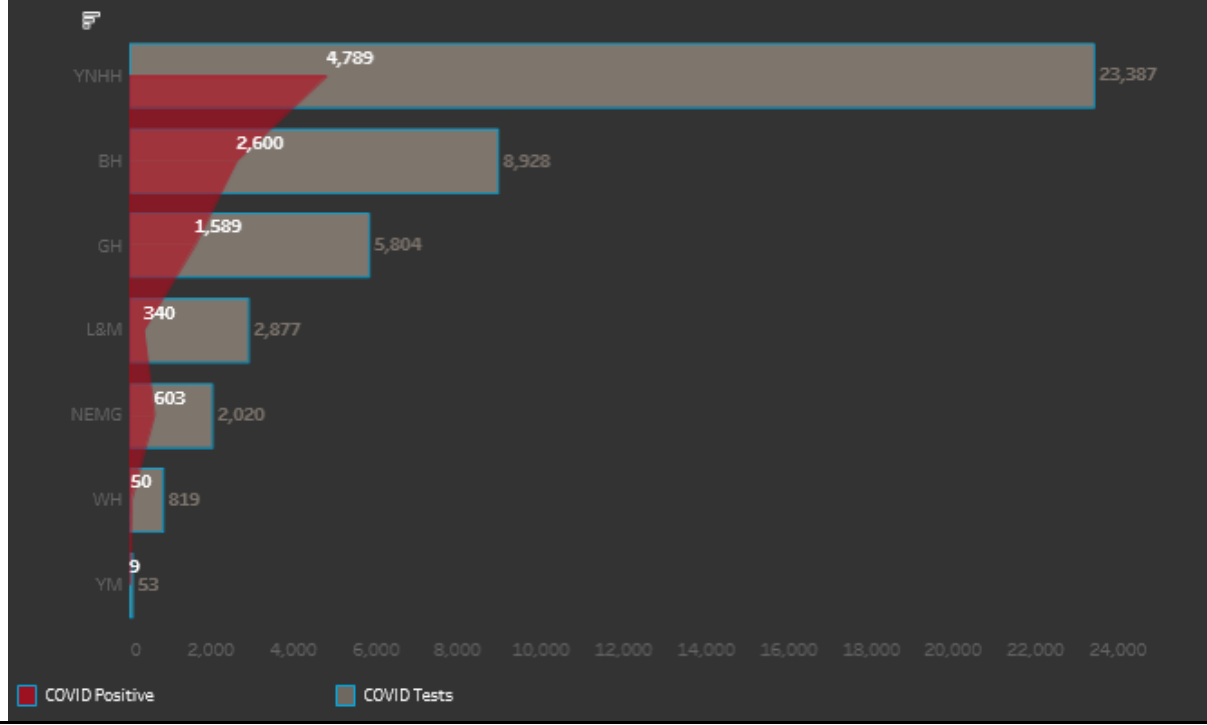 4,789
YNHH 23,387
2,600
BH 8,928
1,589
GH 5,804
340
L&M 2,877
603
NEMG 2,020
50
WH 819
9
YM 53
0 2,000 4,000 6,000 8,000 10,000 12,000 14,000 16,000 18,000 20,000 22,000 24,000
COVID Positive COVID Tests